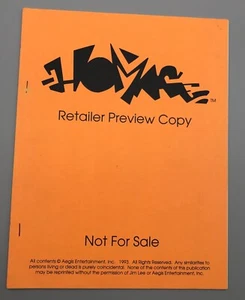 HOMAGE
TM
Retailer Preview Copy
Not For Sale
All contents © Aegis Entertainment, Inc. 1993. All Rights Reserved. Any similarities to
persons living or dead is purely coincidental. None of the contents of this publication
may be reprinted without the permission of Jim Lee or Aegis Entertainment, Inc.